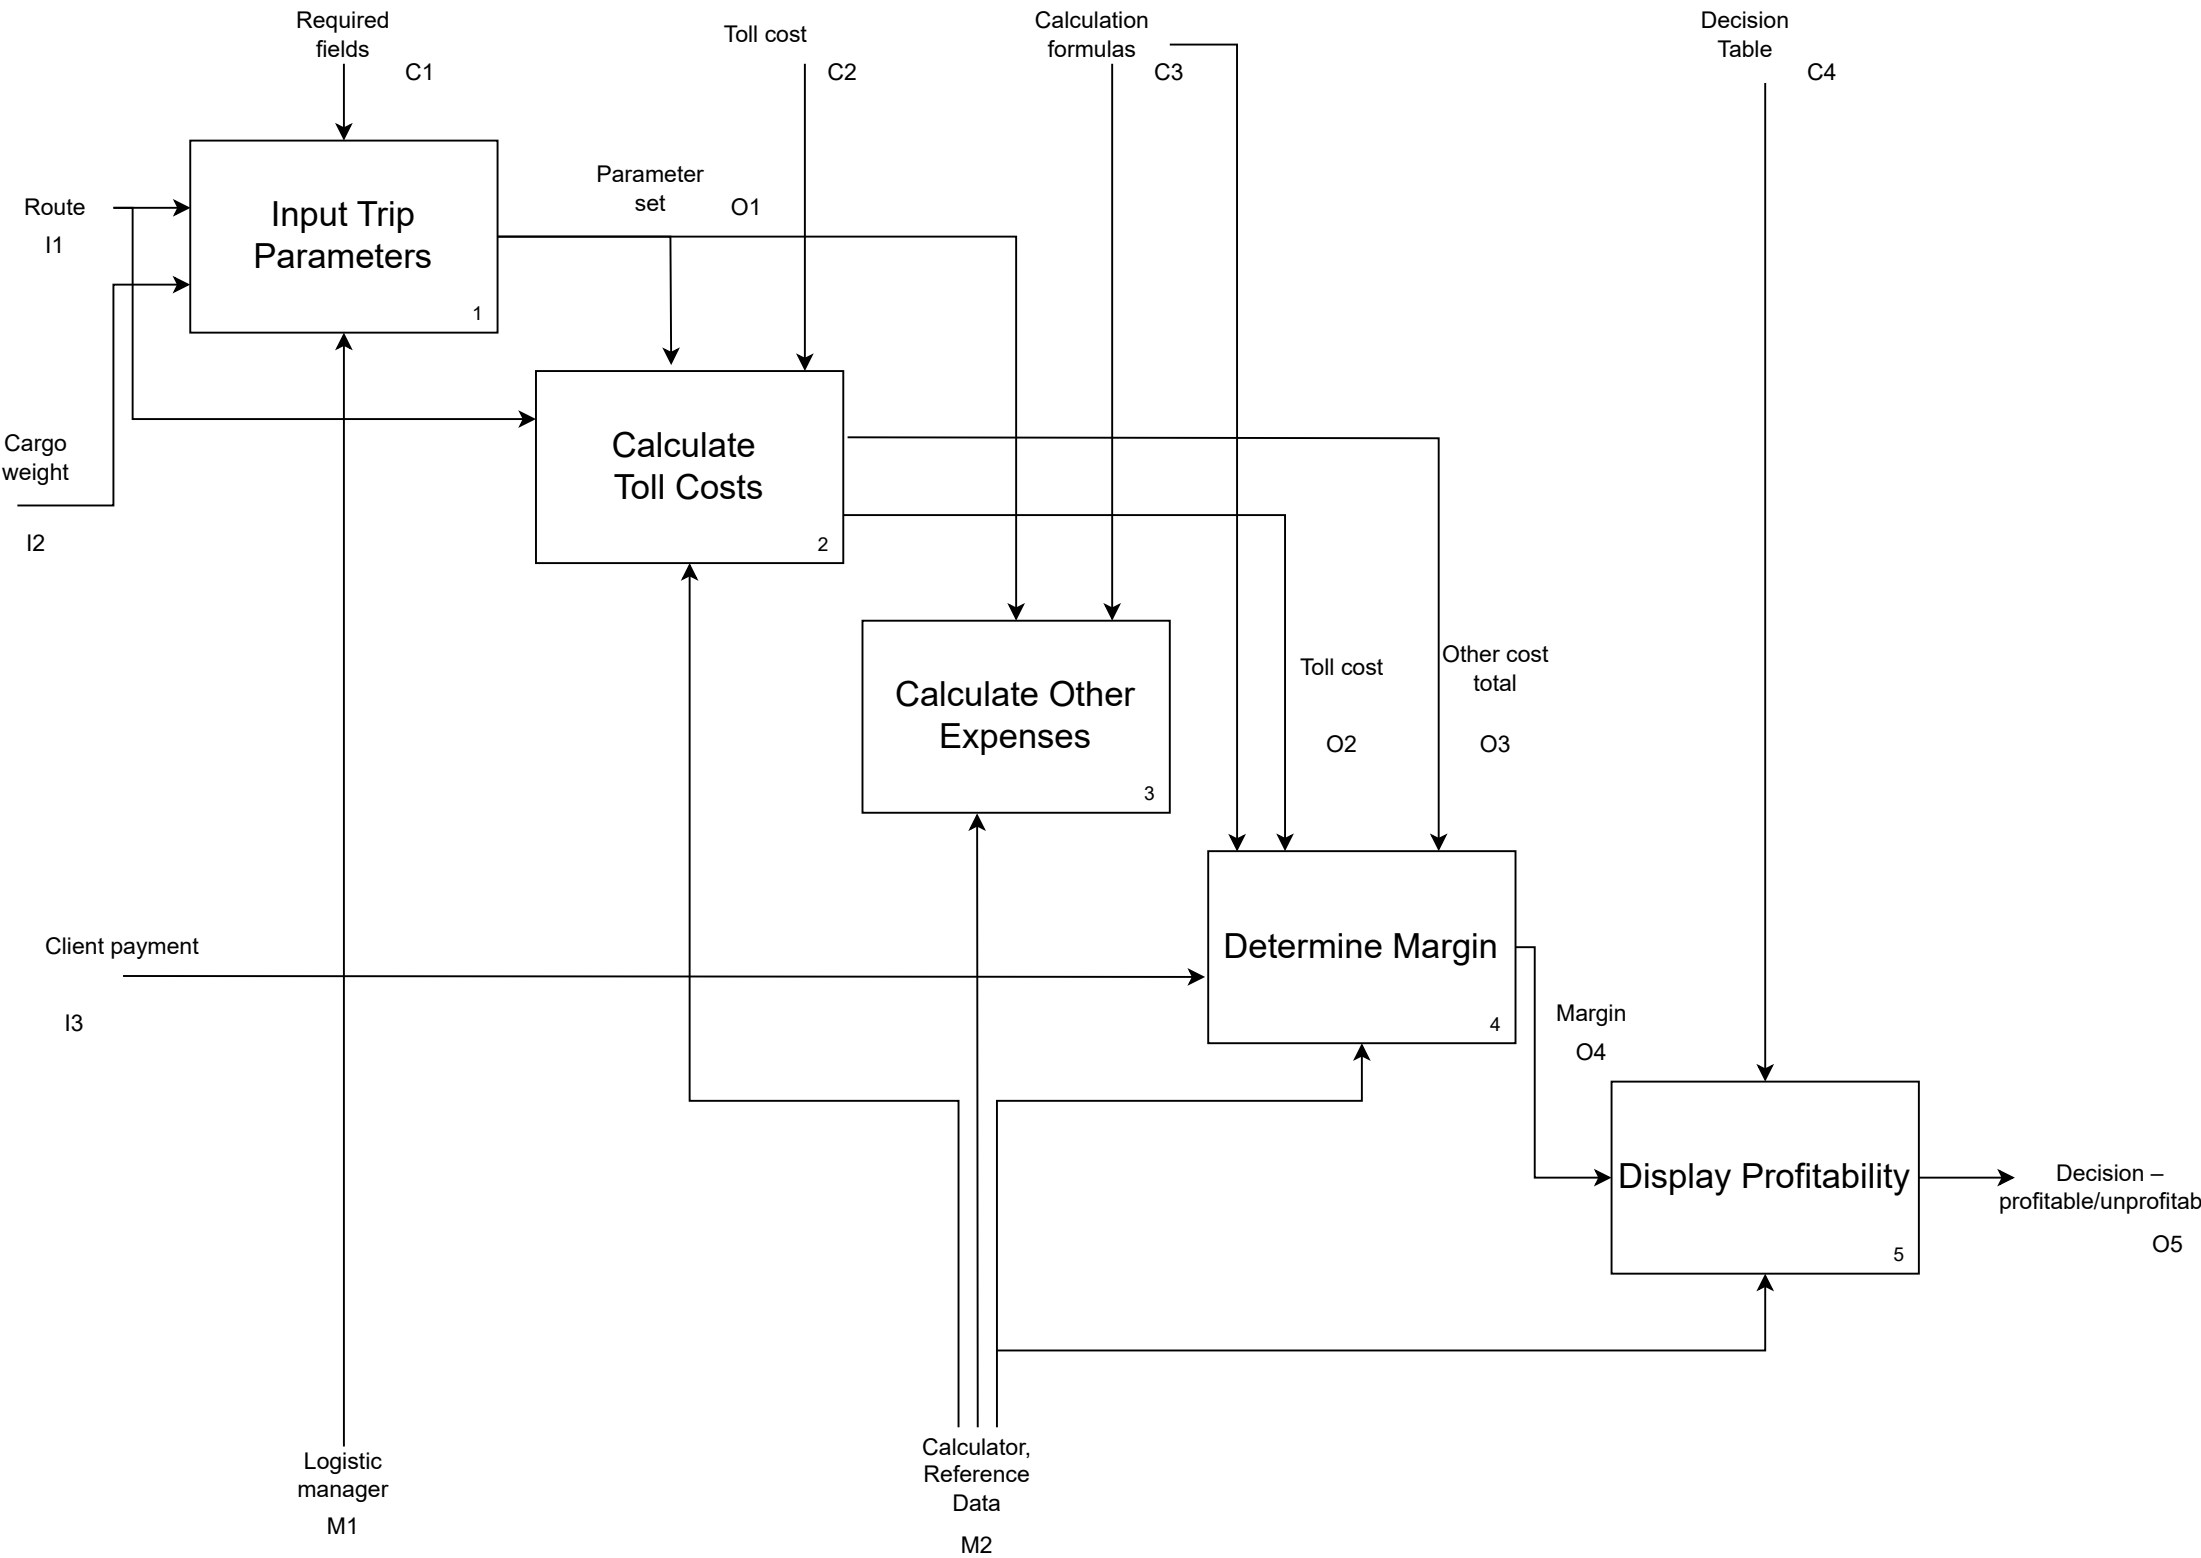 Required
fields
C1
Toll cost
C2
Calculation
formulas
C3
Decision
Table
C4
Route
I1
Input Trip
Parameters
1
Parameter
set
O1
Cargo
weight
I2
Calculate
Toll Costs
2
Calculate Other
Expenses
3
Toll cost
O2
Other cost
total
O3
Client payment
I3
Determine Margin
4
Margin
O4
Display Profitability
5
Decision –
profitable/unprofitab
O5
Logistic
manager
M1
Calculator,
Reference
Data
M2